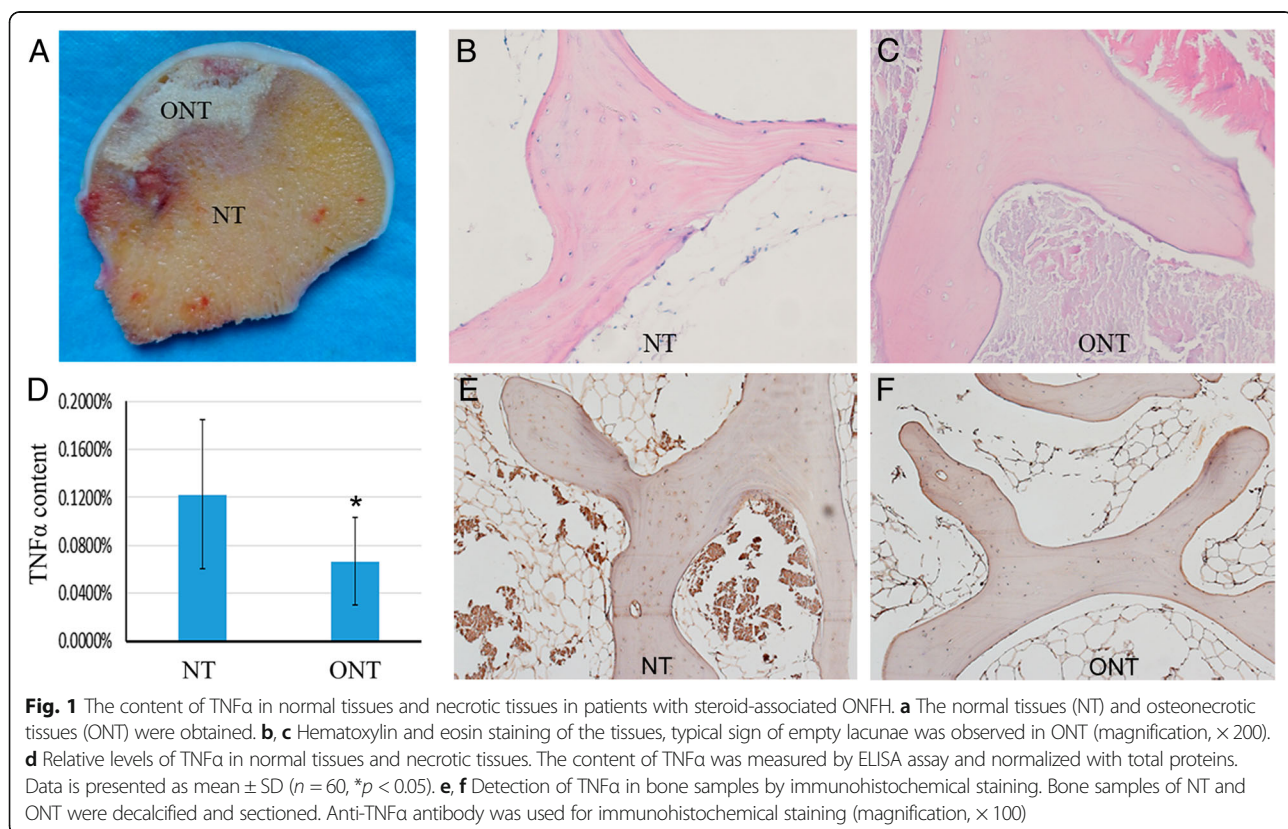 A
ONT
NT
B
NT
C
ONT
D
0.2000%
0.1600%
0.1200%
0.0800%
0.0400%
0.0000%
TNFα content
*
NT
ONT
E
NT
F
ONT
Fig. 1 The content of TNFα in normal tissues and necrotic tissues in patients with steroid-associated ONFH. a The normal tissues (NT) and osteonecrotic
tissues (ONT) were obtained. b, c Hematoxylin and eosin staining of the tissues, typical sign of empty lacunae was observed in ONT (magnification, × 200).
d Relative levels of TNFα in normal tissues and necrotic tissues. The content of TNFα was measured by ELISA assay and normalized with total proteins.
Data is presented as mean ± SD (n = 60, *p < 0.05). e, f Detection of TNFα in bone samples by immunohistochemical staining. Bone samples of NT and
ONT were decalcified and sectioned. Anti-TNFα antibody was used for immunohistochemical staining (magnification, × 100)